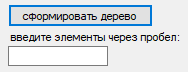 сформировать дерево
введите элементы через пробел: